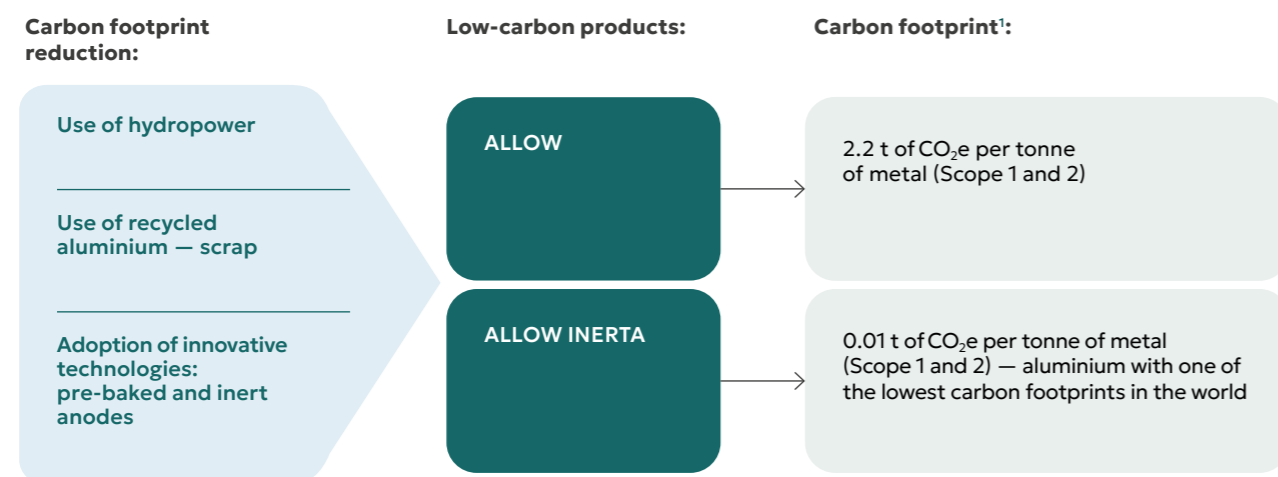 Carbon footprint
reduction:
Use of hydropower
Use of recycled
aluminium — scrap
Adoption of innovative
technologies:
pre-baked and inert
anodes
Low-carbon products:
ALLOW
ALLOW INERTA
Carbon footprint¹:
2.2 t of CO₂e per tonne
of metal (Scope 1 and 2)
0.01 t of CO₂e per tonne of metal
(Scope 1 and 2) — aluminium with one of
the lowest carbon footprints in the world